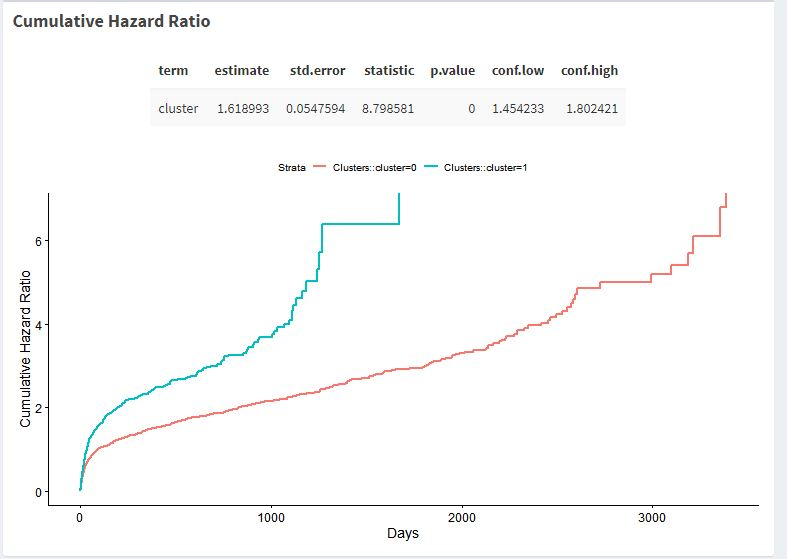 Cumulative Hazard Ratio
term estimate std.error statistic p.value conf.low conf.high
cluster 1.618993 0.0547594 8.798581 0 1.454233 1.802421
Strata Clusters::cluster=0 Clusters::cluster=1
Cumulative Hazzard Ratio
6
4
2
0
0 1000 2000 3000
Days